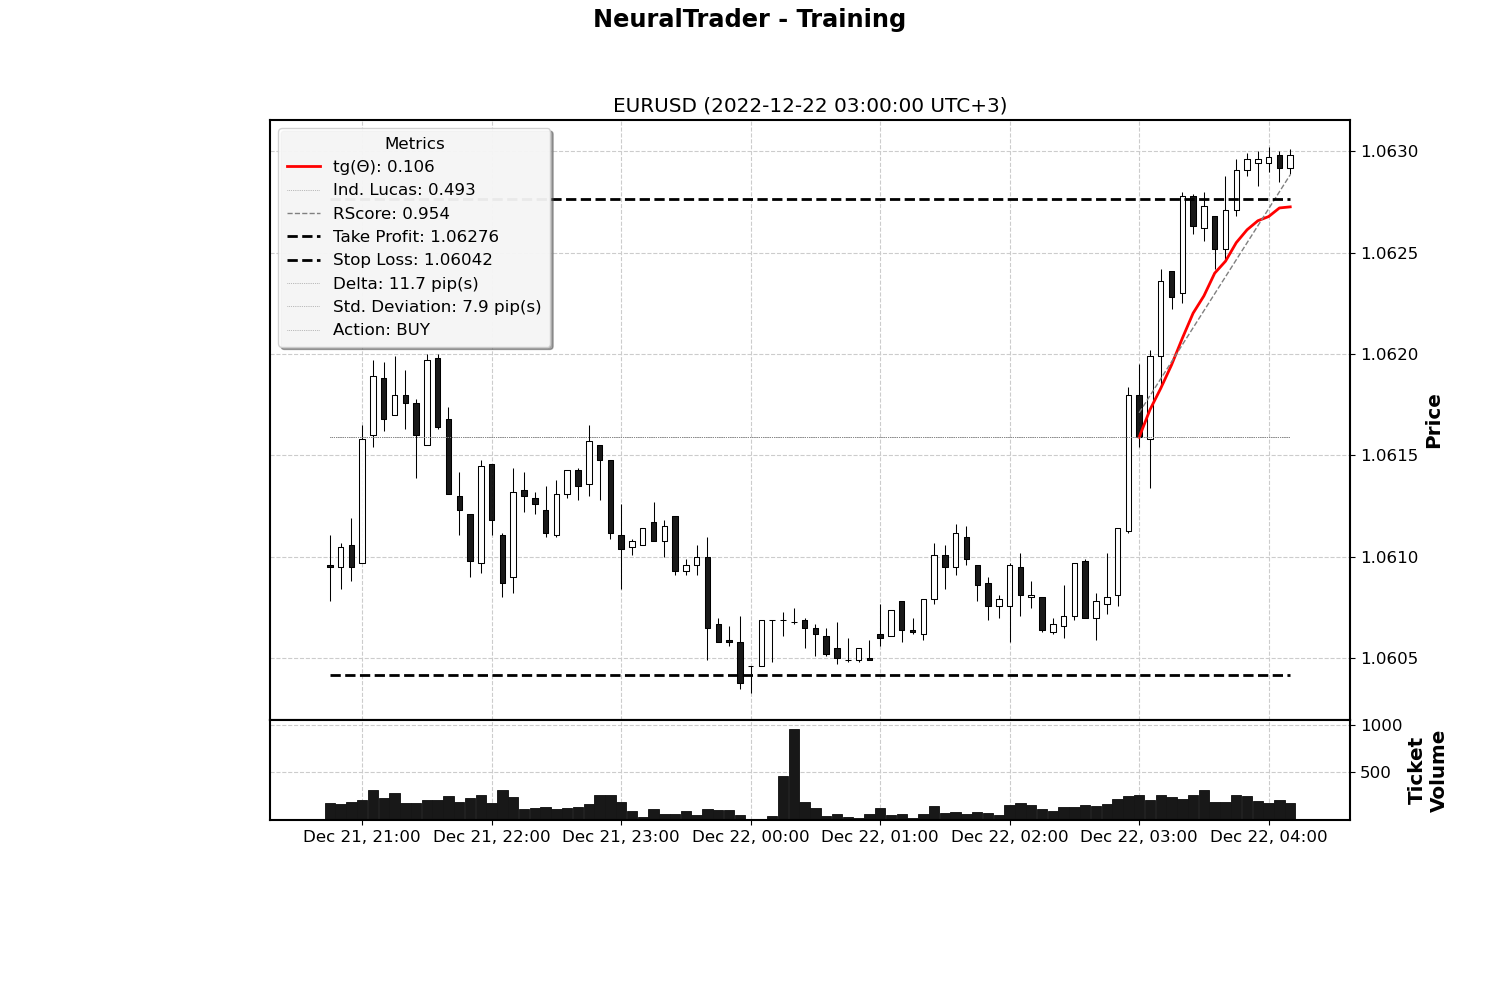 NeuralTrader - Training
EURUSD (2022-12-22 03:00:00 UTC+3)
Metrics
tg(Θ): 0.106
Ind. Lucas: 0.493
RScore: 0.954
Take Profit: 1.06276
Stop Loss: 1.06042
Delta: 11.7 pip(s)
Std. Deviation: 7.9 pip(s)
Action: BUY
1.0630
1.0625
1.0620
1.0615
1.0610
1.0605
Price
1000
500
Ticket
Volume
Dec 21, 21:00
Dec 21, 22:00
Dec 21, 23:00
Dec 22, 00:00
Dec 22, 01:00
Dec 22, 02:00
Dec 22, 03:00
Dec 22, 04:00